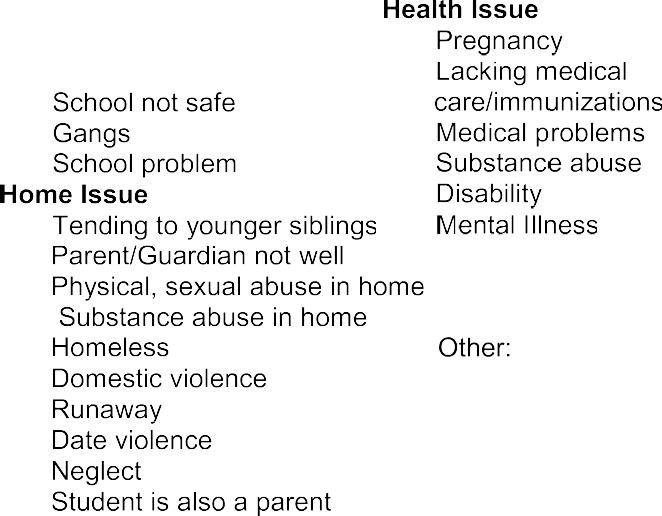 School not safe
Gangs
School problem
Home Issue
Tending to younger siblings
Parent/Guardian not well
Physical, sexual abuse in home
Substance abuse in home
Homeless
Domestic violence
Runaway
Date violence
Neglect
Student is also a parent
Health Issue
Pregnancy
Lacking medical
care/immunizations
Medical problems
Substance abuse
Disability
Mental Illness
Other: